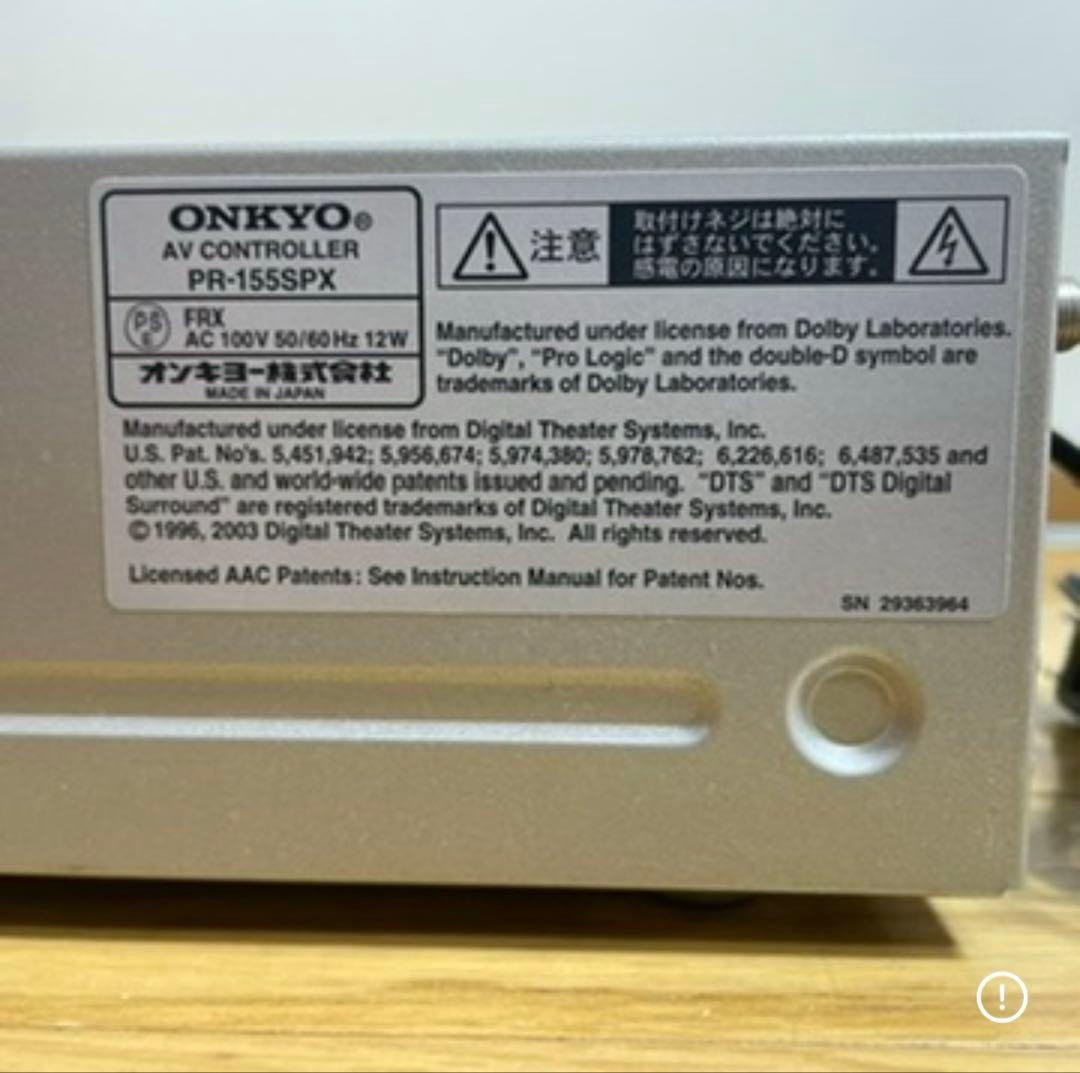 ONKYO®
AV CONTROLLER
PR-155SPX
PS
E
FRX
AC 100V 50/60Hz 12W
オンキヨー株式会社
MADE IN JAPAN
注意
取付けネジは絶対に
はずさないでください。
感電の原因になります。
Manufactured under license from Dolby Laboratories.
“Dolby”, “Pro Logic” and the double-D symbol are
trademarks of Dolby Laboratories.
Manufactured under license from Digital Theater Systems, Inc.
U.S. Pat. No's. 5,451,942; 5,956,674; 5,974,380; 5,978,762; 6,226,616; 6,487,535 and
other U.S. and world-wide patents issued and pending. “DTS” and “DTS Digital
Surround” are registered trademarks of Digital Theater Systems, Inc.
©1996, 2003 Digital Theater Systems, Inc. All rights reserved.
Licensed AAC Patents: See Instruction Manual for Patent Nos.
SN 29363964